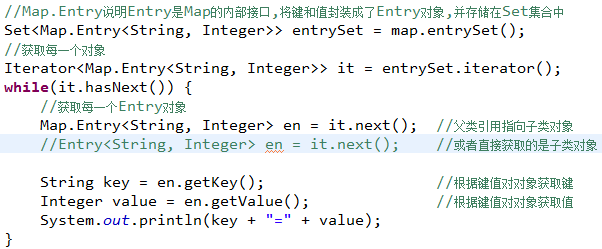 //Map.Entry说明Entry是Map的内部接口,将键和值封装成了Entry对象,并存储在Set集合中
Set<Map.Entry<String, Integer>> entrySet = map.entrySet();
//获取每一个对象
Iterator<Map.Entry<String, Integer>> it = entrySet.iterator();
while(it.hasNext()) {
//获取每一个Entry对象
Map.Entry<String, Integer> en = it.next(); //父类引用指向子类对象
//Entry<String, Integer> en = it.next(); //或者直接获取的是子类对象
String key = en.getKey(); //根据键值对对象获取键
Integer value = en.getValue(); //根据键值对对象获取值
System.out.println(key + "=" + value);
}